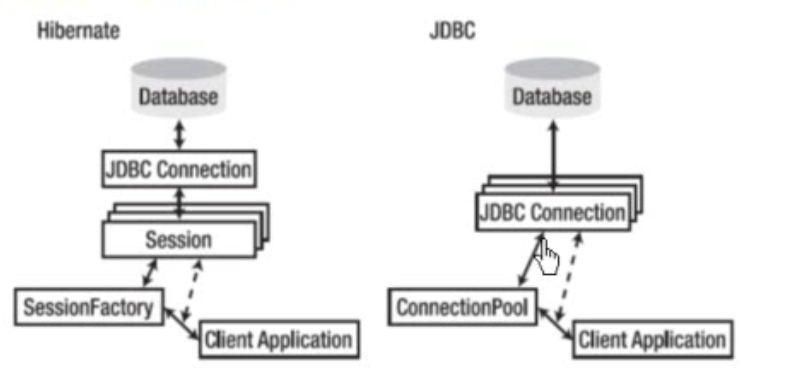 Hibernate
Database
JDBC Connection
Session
SessionFactory
Client Application
JDBC
Database
JDBC Connection
ConnectionPool
Client Application